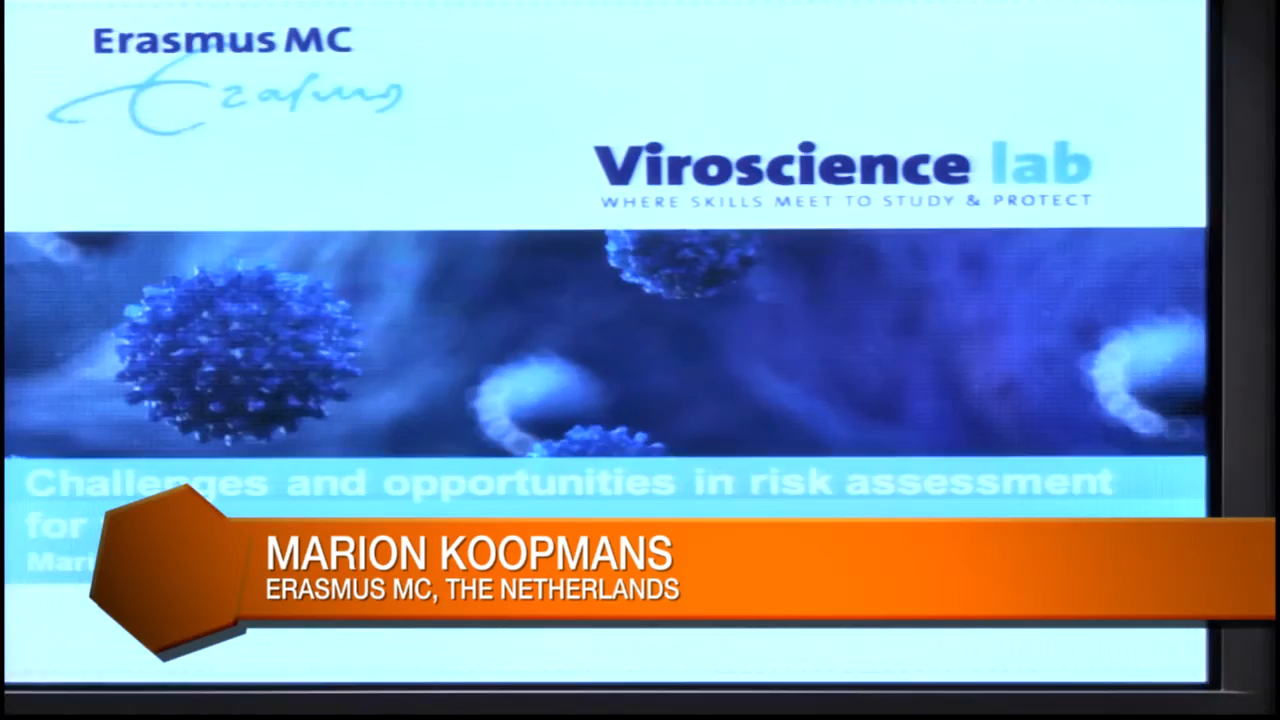 Erasmus MC
Erasmus
Viroscience lab
WHERE SKILLS MEET TO STUDY & PROTECT
Challenges and opportunities in risk assessment
for
MARION KOOPMANS
ERASMUS MC, THE NETHERLANDS